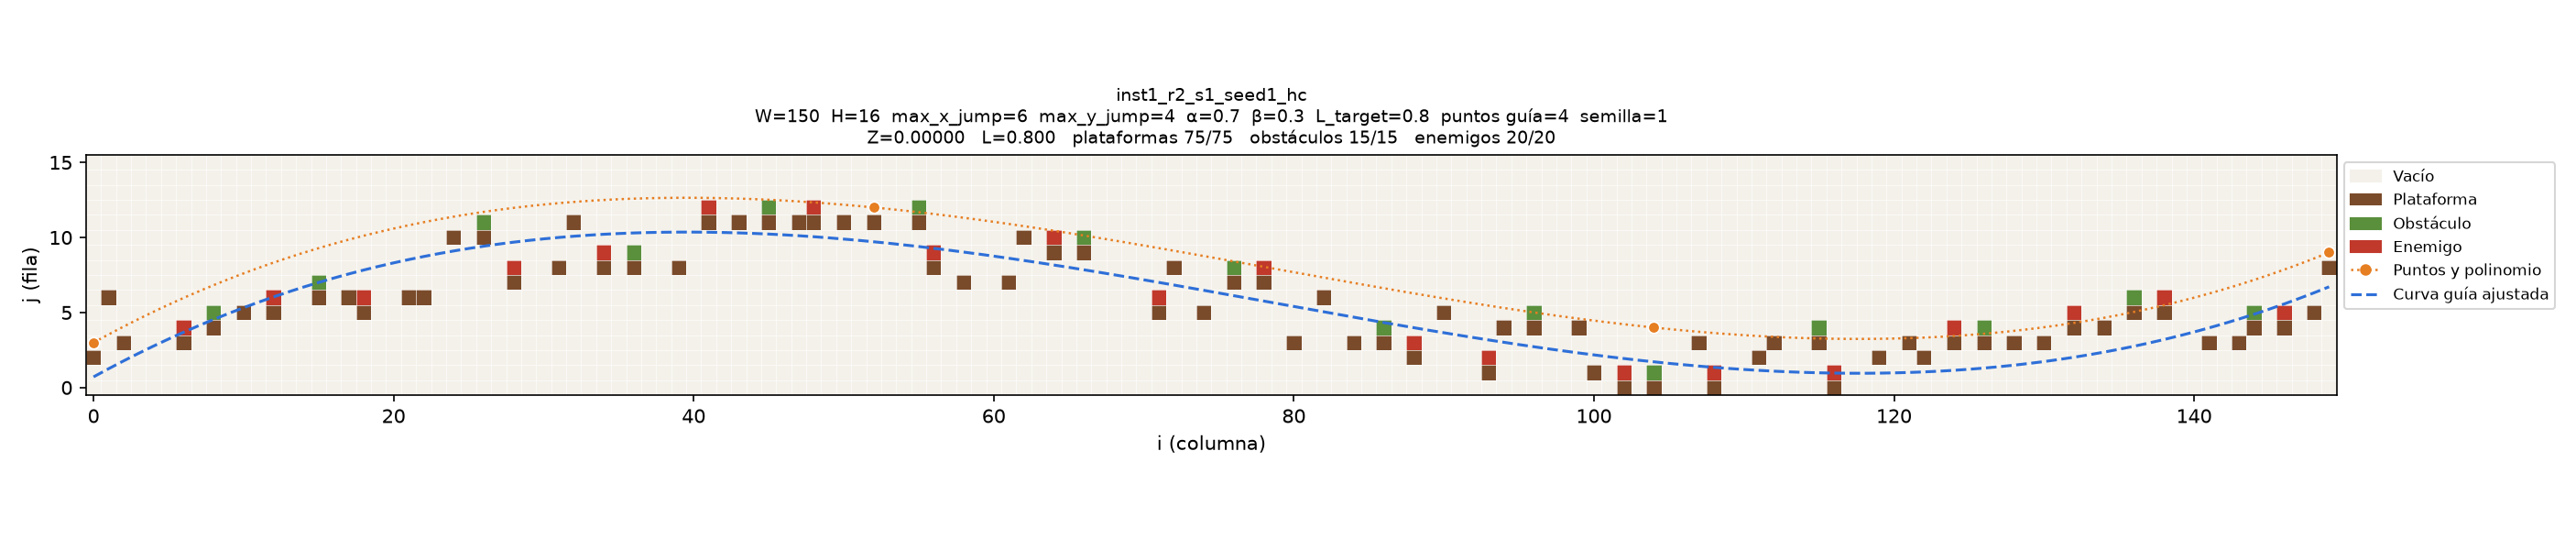 inst1_r2_s1_seed1_hc
W=150 H=16 max_x_jump=6 max_y_jump=4 α=0.7 β=0.3 L_target=0.8 puntos guía=4 semilla=1
Z=0.00000 L=0.800 plataformas 75/75 obstáculos 15/15 enemigos 20/20
15
10
5
0
j (fila)
0 20 40 60 80 100 120 140
i (columna)
Vacío
Plataforma
Obstáculo
Enemigo
Puntos y polinomio
Curva guía ajustada